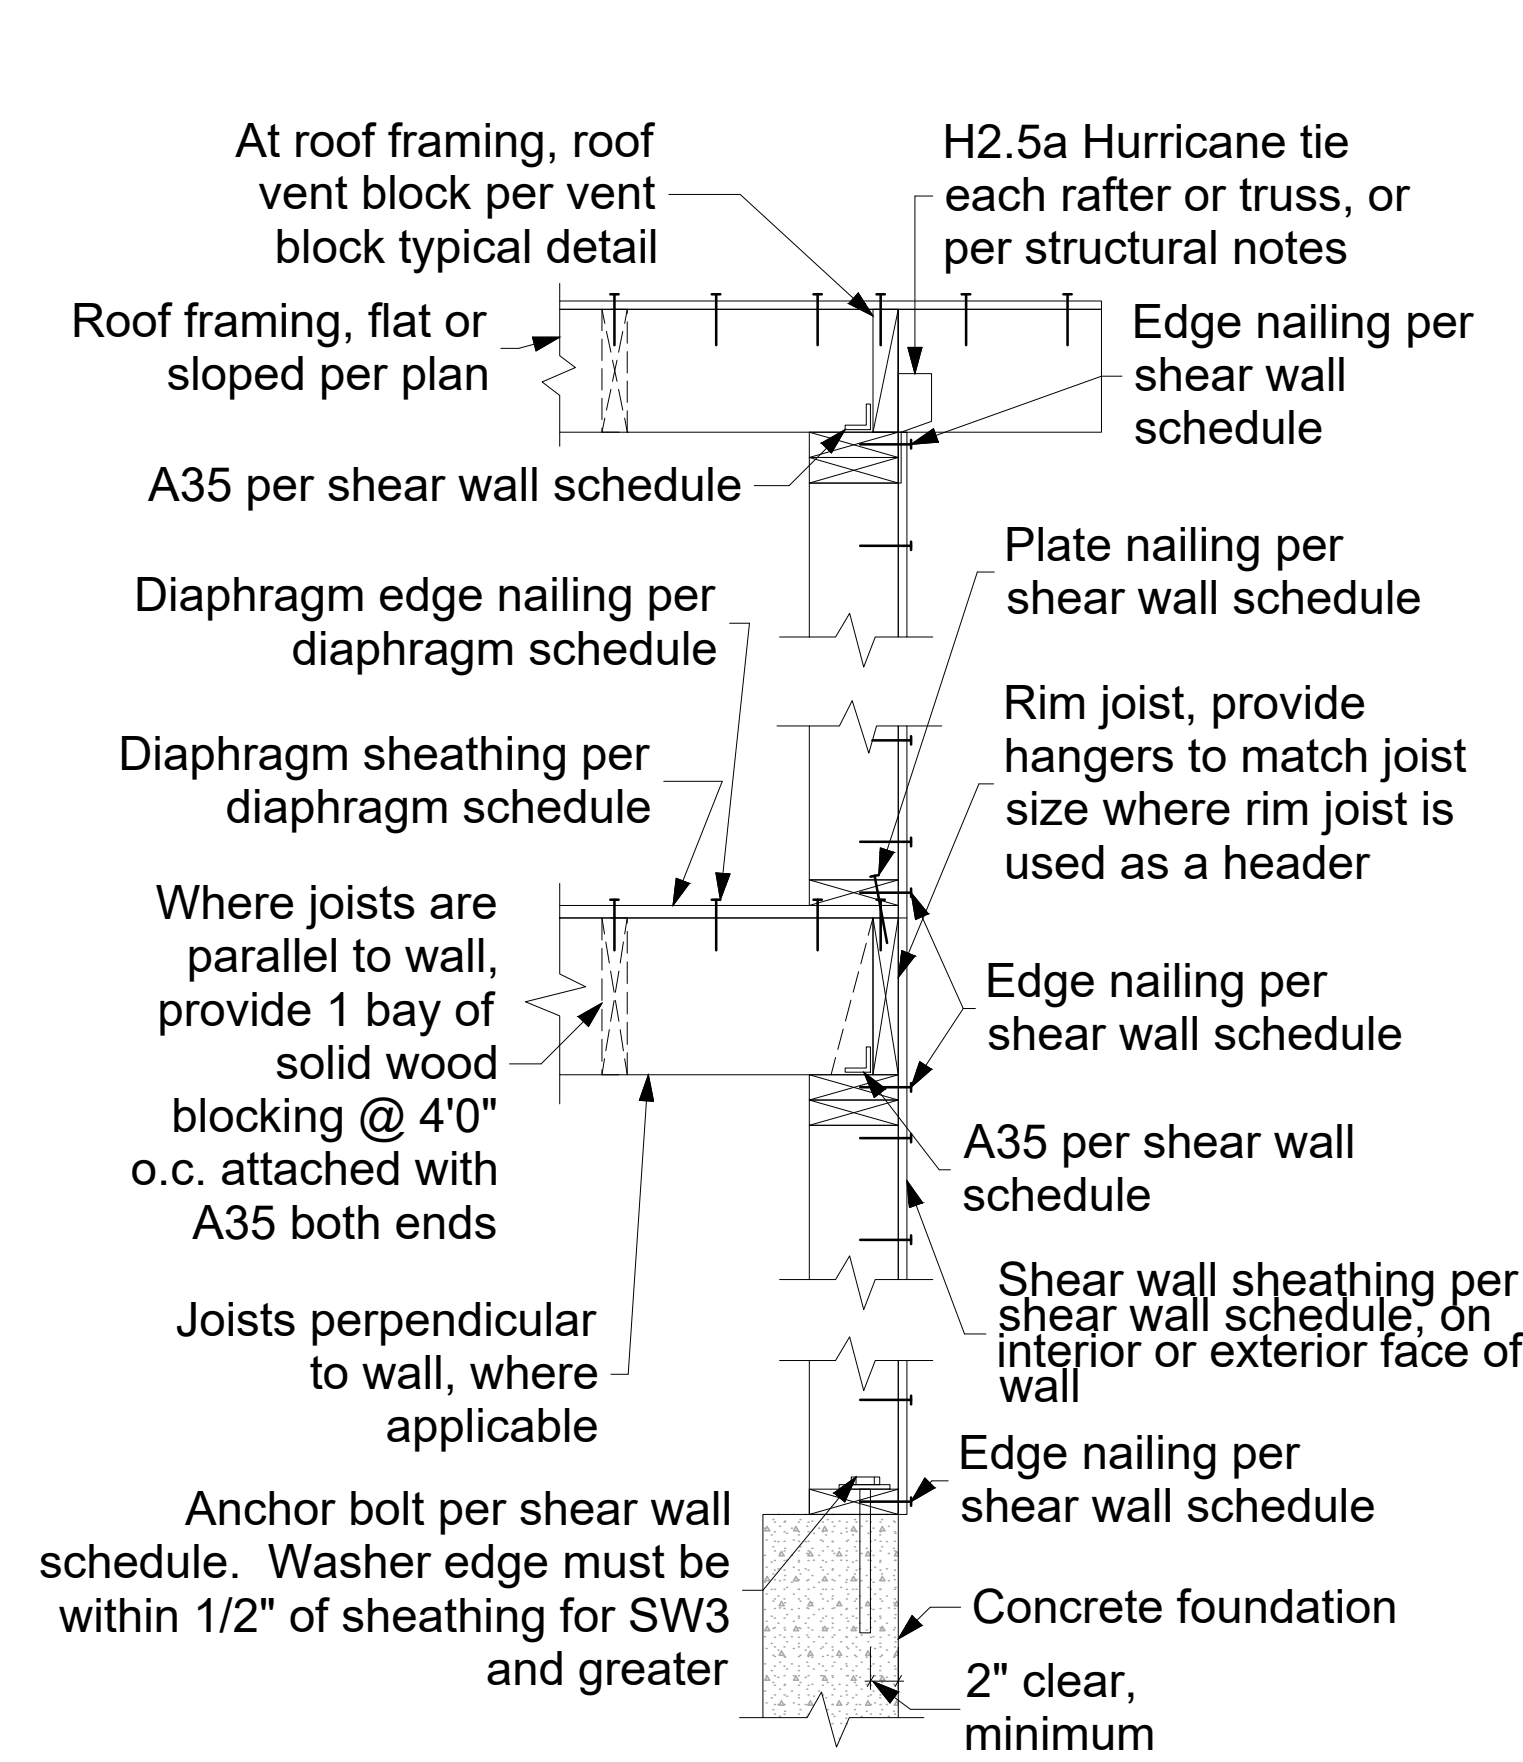 At roof framing, roof
vent block per vent
block typical detail
H2.5a Hurricane tie
each rafter or truss, or
per structural notes
Roof framing, flat or
sloped per plan
Edge nailing per
shear wall
schedule
A35 per shear wall schedule
Plate nailing per
shear wall schedule
Diaphragm edge nailing per
diaphragm schedule
Rim joist, provide
hangers to match joist
size where rim joist is
used as a header
Diaphragm sheathing per
diaphragm schedule
Where joists are
parallel to wall,
provide 1 bay of
solid wood
blocking @ 4'0"
o.c. attached with
A35 both ends
Edge nailing per
shear wall schedule
A35 per shear wall
schedule
Shear wall sheathing per
shear wall schedule, on
interior or exterior face of
wall
Joists perpendicular
to wall, where
applicable
Edge nailing per
shear wall schedule
Anchor bolt per shear wall
schedule.  Washer edge must be
within 1/2" of sheathing for SW3
and greater
Concrete foundation
2" clear,
minimum